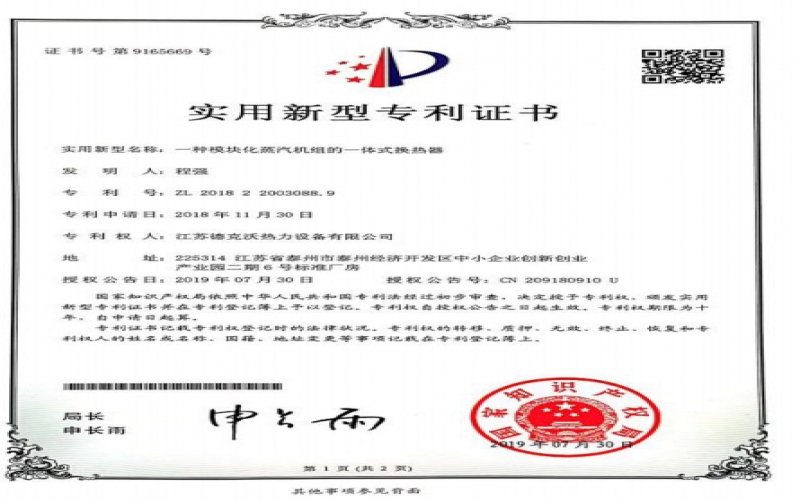 证书号第9165669号
实用新型专利证书
实用新型名称：一种模块化蒸汽机组的一体式换热器
发 明 人：程强
专 利 号：ZL 2018 2 2003088.9
专利申请日：2018年11月30日
专 利 权 人：江苏德克沃热力设备有限公司
地 址：225314 江苏省泰州市泰州经济开发区中小企业创新创业
产业园二期6号标准厂房
授权公告日：2019年07月30日 授权公告号：CN 209180910 U
国家知识产权局依照中华人民共和国专利法经过初步审查，决定授予专利权，颁发实用
新型专利证书并在专利登记簿上予以登记。专利权自授权公告之日起生效。专利权期限为十
年，自申请日起算。
专利证书记载专利权登记时的法律状况。专利权的转移、质押、无效、终止、恢复和专
利权人的姓名或名称、国籍、地址变更等事项记载在专利登记簿上。
局长
申长雨
申长雨
国家知识产权局
2019年07月30日
第1页(共2页)
其他事项参见背面